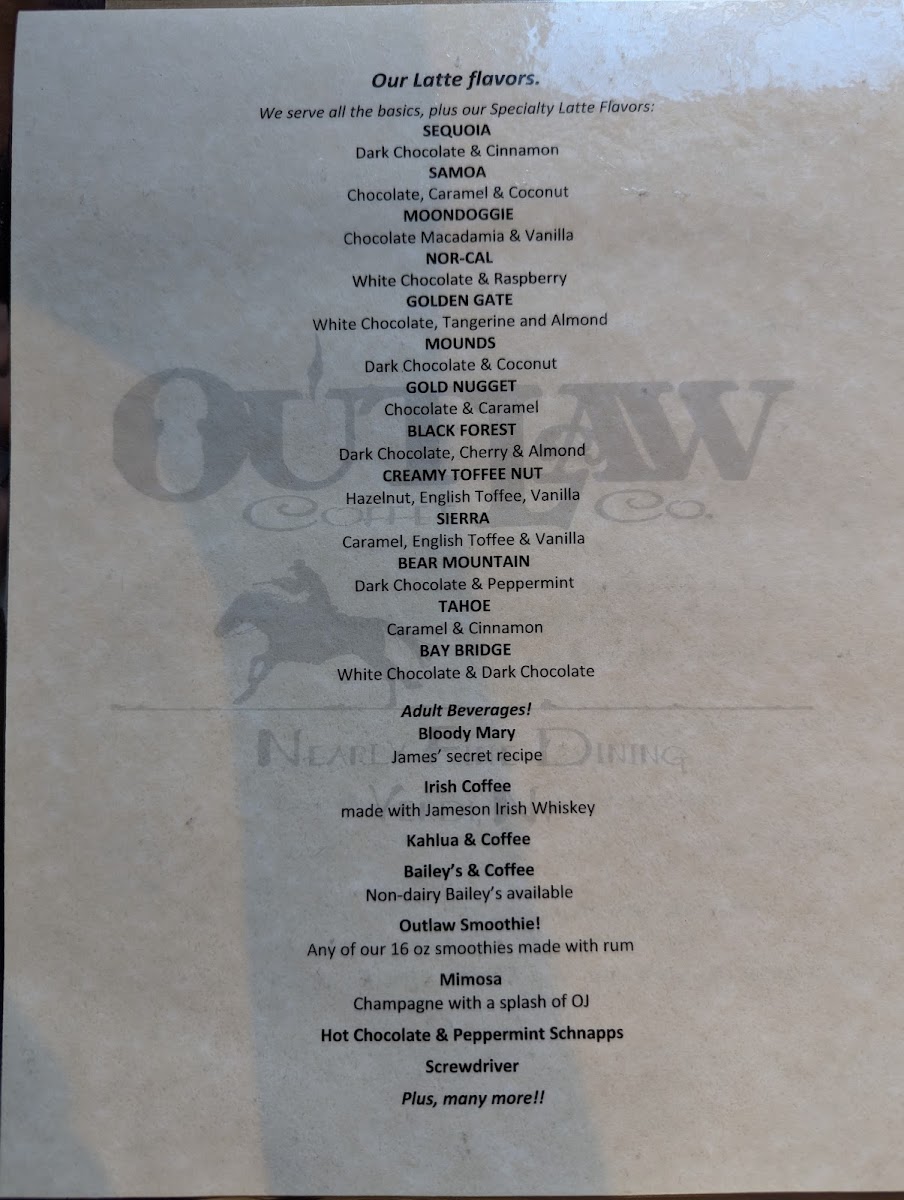 Our Latte flavors.
We serve all the basics, plus our Specialty Latte Flavors:
SEQUOIA
Dark Chocolate & Cinnamon
SAMOA
Chocolate, Caramel & Coconut
MOONDOGGIE
Chocolate Macadamia & Vanilla
NOR-CAL
White Chocolate & Raspberry
GOLDEN GATE
White Chocolate, Tangerine and Almond
MOUNDS
Dark Chocolate & Coconut
GOLD NUGGET
Chocolate & Caramel
BLACK FOREST
Dark Chocolate, Cherry & Almond
CREAMY TOFFEE NUT
Hazelnut, English Toffee, Vanilla
SIERRA
Caramel, English Toffee & Vanilla
BEAR MOUNTAIN
Dark Chocolate & Peppermint
TAHOE
Caramel & Cinnamon
BAY BRIDGE
White Chocolate & Dark Chocolate
Adult Beverages!
Bloody Mary
James' secret recipe
Irish Coffee
made with Jameson Irish Whiskey
Kahlua & Coffee
Bailey's & Coffee
Non-dairy Bailey's available
Outlaw Smoothie!
Any of our 16 oz smoothies made with rum
Mimosa
Champagne with a splash of OJ
Hot Chocolate & Peppermint Schnapps
Screwdriver
Plus, many more!!
OUTLAW
COFFEE CO.
NEARLY FINE DINING